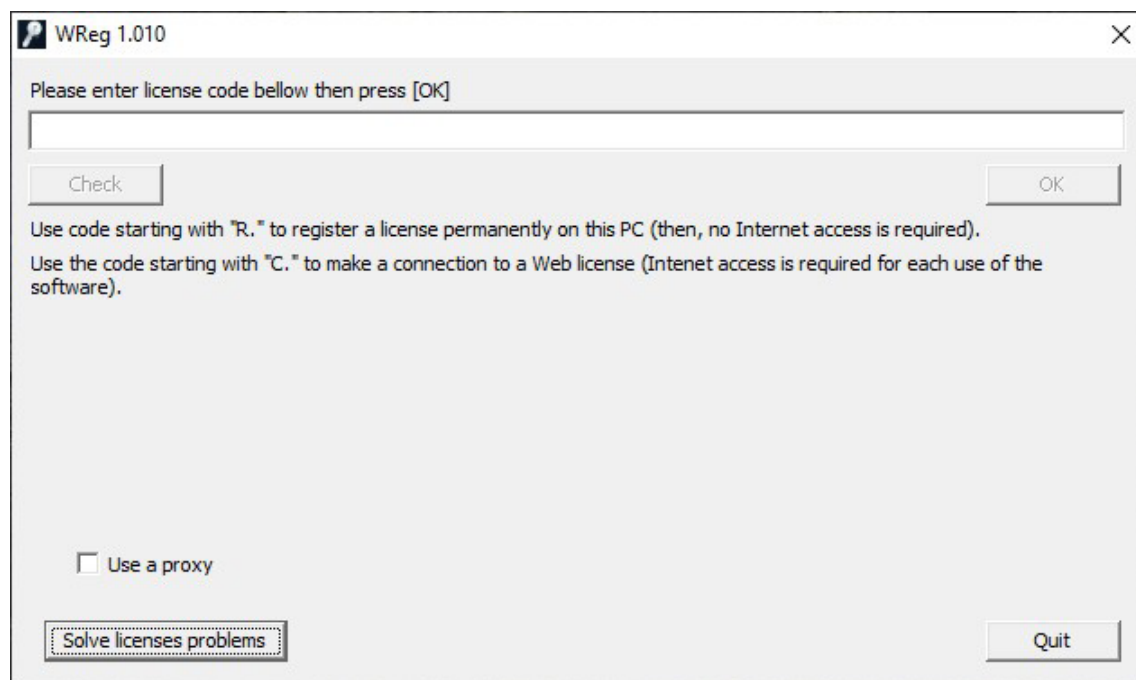 WReg 1.010
Please enter license code bellow then press [OK]
Check
OK
Use code starting with "R." to register a license permanently on this PC (then, no Internet access is required).
Use the code starting with "C." to make a connection to a Web license (Intenet access is required for each use of the
software).
Use a proxy
Solve licenses problems
Quit